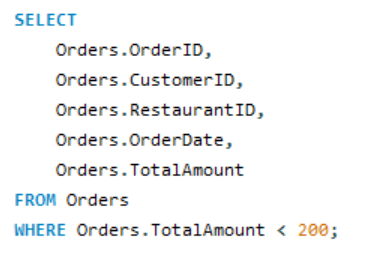 SELECT
    Orders.OrderID,
    Orders.CustomerID,
    Orders.RestaurantID,
    Orders.OrderDate,
    Orders.TotalAmount
FROM Orders
WHERE Orders.TotalAmount < 200;